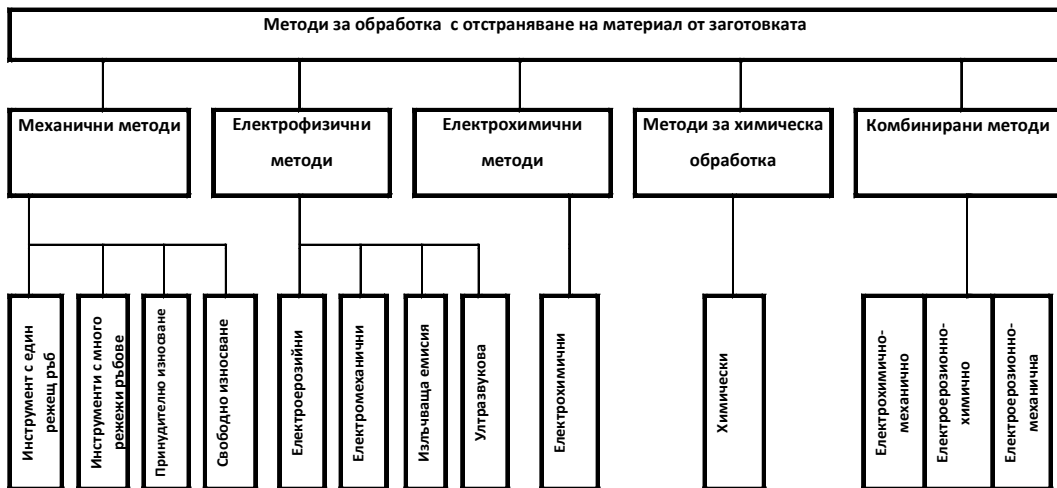 Методи за обработка с отстраняване на материал от заготовката
Механични методи
Електрофизични
методи
Електрохимични
методи
Методи за химическа
обработка
Комбинирани методи
Инструмент с един
режещ ръб
Инструменти с много
режежи ръбове
Принудително износване
Свободно износване
Електроерозийни
Електромеханични
Излъчваща емисия
Ултразвукова
Електрохимични
Химически
Електрохимично-
механично
Електроерозионно-
химично
Електроерозионно-
механична